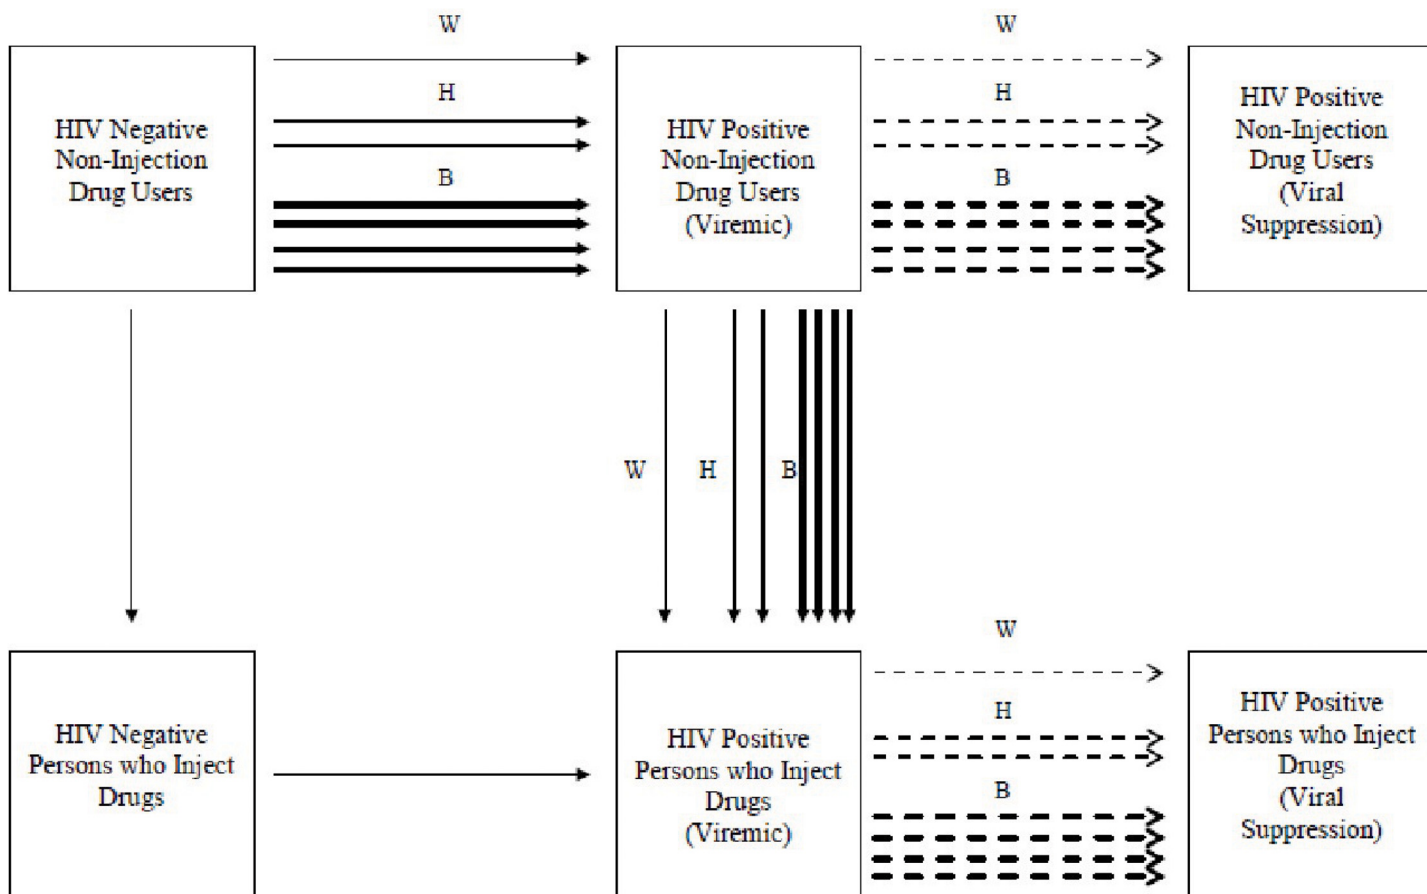 W
W
HIV Negative
Non-Injection
Drug Users
H
B
HIV Positive
Non-Injection
Drug Users
(Viremic)
H
B
HIV Positive
Non-Injection
Drug Users
(Viral
Suppression)
W
H
B
HIV Negative
Persons who Inject
Drugs
HIV Positive
Persons who Inject
Drugs
(Viremic)
W
H
B
HIV Positive
Persons who Inject
Drugs
(Viral
Suppression)